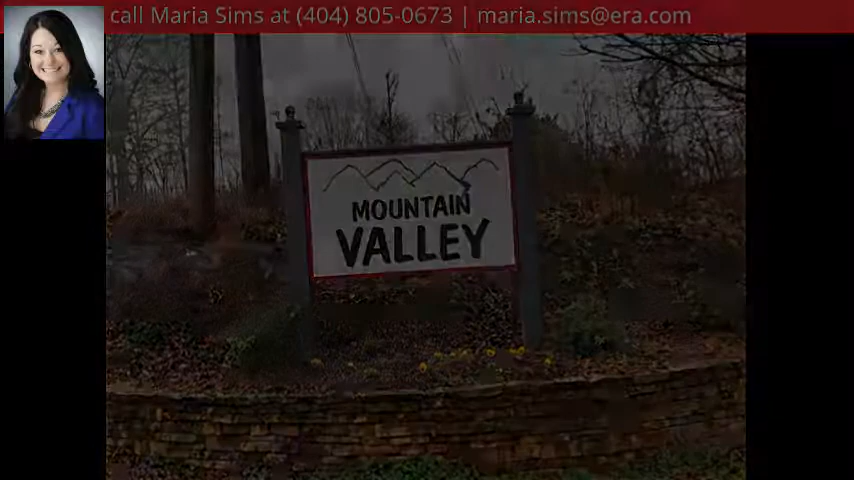 call Maria Sims at (404) 805-0673 | maria.sims@era.com
MOUNTAIN
VALLEY